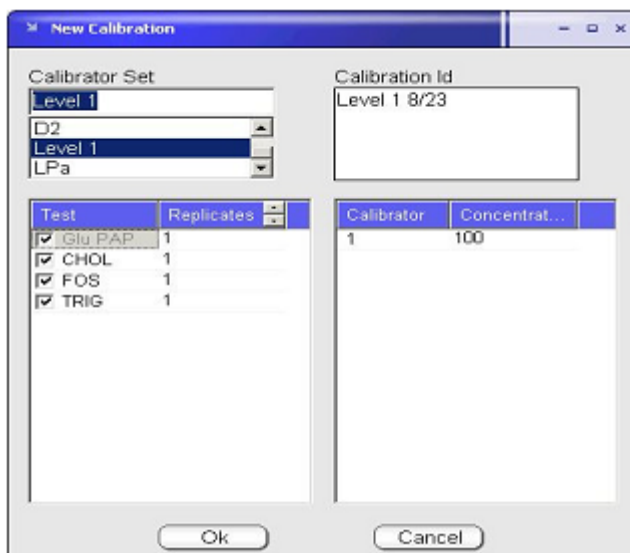 New Calibration
Calibrator Set
Level 1
D2
Level 1
LPa
Calibration Id
Level 1 8/23
Test Replicates
Glu PAP 1
CHOL 1
FOS 1
TRIG 1
Calibrator Concentrat...
1 100
Ok Cancel